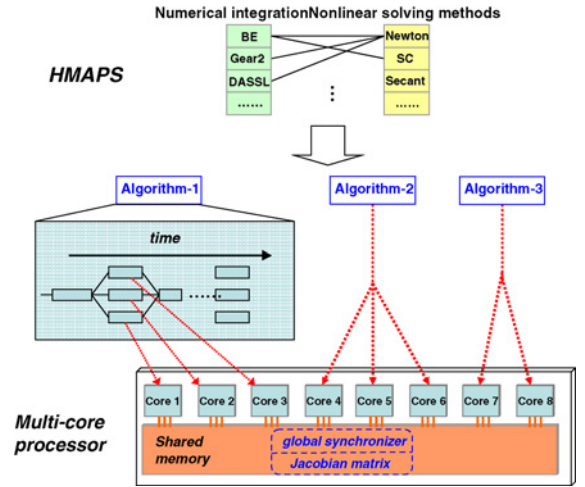 Numerical integrationNonlinear solving methods
HMAPS
BE
Gear2
DASSL
......
Newton
SC
Secant
......
Algorithm-1
Algorithm-2
Algorithm-3
time
Core 1
Core 2
Core 3
Core 4
Core 5
Core 6
Core 7
Core 8
Multi-core
processor
Shared
memory
global synchronizer
Jacobian matrix